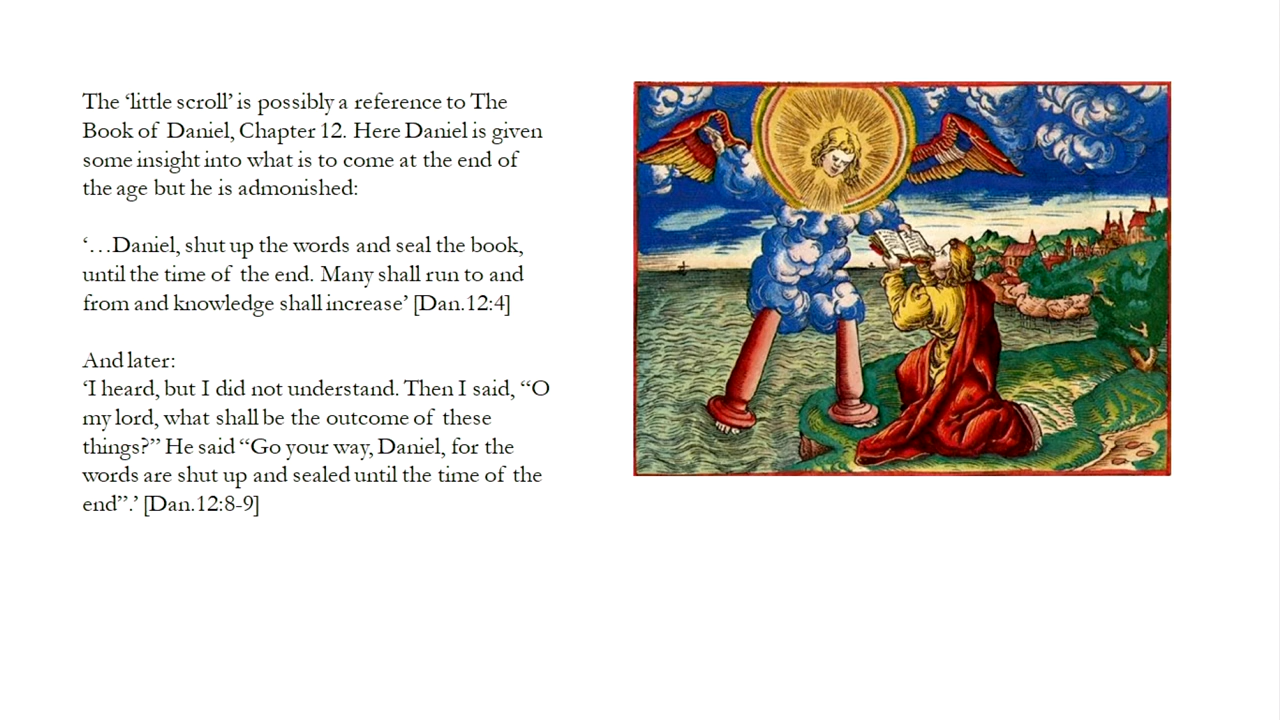 The ‘little scroll’ is possibly a reference to The
Book of Daniel, Chapter 12. Here Daniel is given
some insight into what is to come at the end of
the age but he is admonished:
‘…Daniel, shut up the words and seal the book,
until the time of the end. Many shall run to and
from and knowledge shall increase’ [Dan.12:4]
And later:
‘I heard, but I did not understand. Then I said, “O
my lord, what shall be the outcome of these
things?” He said “Go your way, Daniel, for the
words are shut up and sealed until the time of the
end”.’ [Dan.12:8-9]